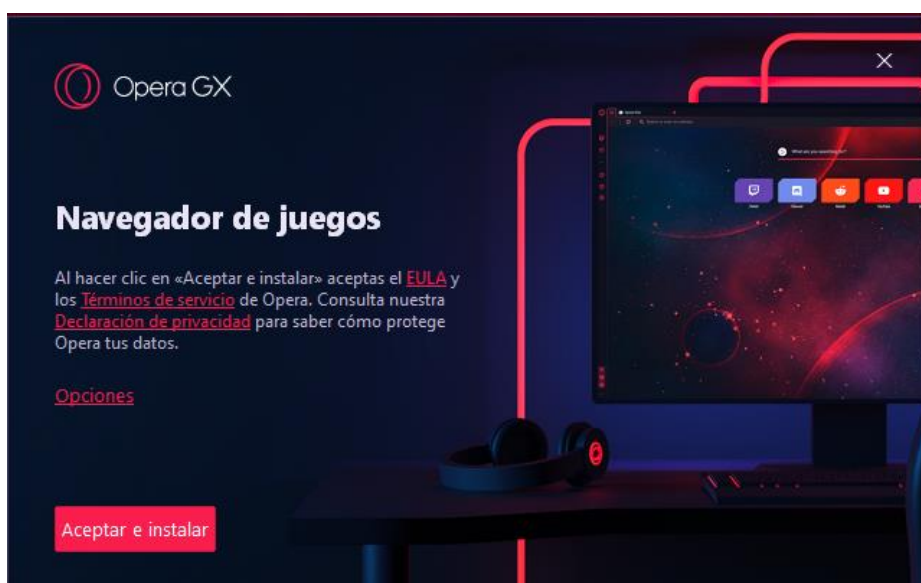 Opera GX
Navegador de juegos
Al hacer clic en «Aceptar e instalar» aceptas el EULA y
los Términos de servicio de Opera. Consulta nuestra
Declaración de privacidad para saber cómo protege
Opera tus datos.
Opciones
Aceptar e instalar